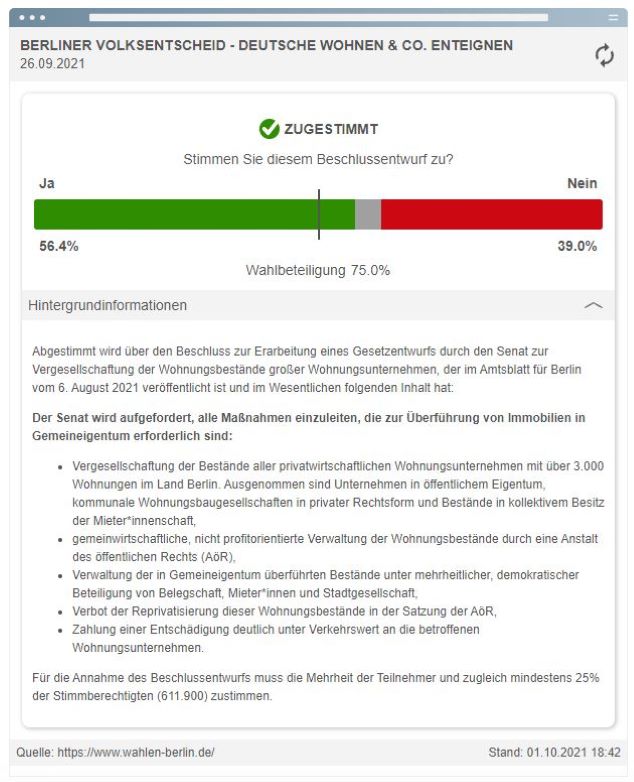 BERLINER VOLKSENTSCHEID - DEUTSCHE WOHNEN & CO. ENTEIGNEN
26.09.2021
ZUGESTIMMT
Stimmen Sie diesem Beschlussentwurf zu?
Ja Nein
56.4% 39.0%
Wahlbeteiligung 75.0%
Hintergrundinformationen
Abgestimmt wird über den Beschluss zur Erarbeitung eines Gesetzentwurfs durch den Senat zur
Vergesellschaftung der Wohnungsbestände großer Wohnungsunternehmen, der im Amtsblatt für Berlin
vom 6. August 2021 veröffentlicht ist und im Wesentlichen folgenden Inhalt hat:
Der Senat wird aufgefordert, alle Maßnahmen einzuleiten, die zur Überführung von Immobilien in
Gemeineigentum erforderlich sind:
• Vergesellschaftung der Bestände aller privatwirtschaftlichen Wohnungsunternehmen mit über 3.000
Wohnungen im Land Berlin. Ausgenommen sind Unternehmen in öffentlichem Eigentum,
kommunale Wohnungsbaugesellschaften in privater Rechtsform und Bestände in kollektivem Besitz
der Mieter*innenschaft,
• gemeinwirtschaftliche, nicht profitorientierte Verwaltung der Wohnungsbestände durch eine Anstalt
des öffentlichen Rechts (AöR),
• Verwaltung der in Gemeineigentum überführten Bestände unter mehrheitlicher, demokratischer
Beteiligung von Belegschaft, Mieter*innen und Stadtgesellschaft,
• Verbot der Reprivatisierung dieser Wohnungsbestände in der Satzung der AöR,
• Zahlung einer Entschädigung deutlich unter Verkehrswert an die betroffenen
Wohnungsunternehmen.
Für die Annahme des Beschlussentwurfs muss die Mehrheit der Teilnehmer und zugleich mindestens 25%
der Stimmberechtigten (611.900) zustimmen.
Quelle: https://www.wahlen-berlin.de/ Stand: 01.10.2021 18:42